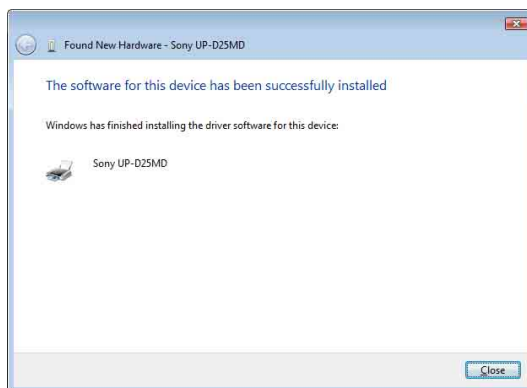 Found New Hardware - Sony UP-D25MD
The software for this device has been successfully installed
Windows has finished installing the driver software for this device:
Sony UP-D25MD
Close